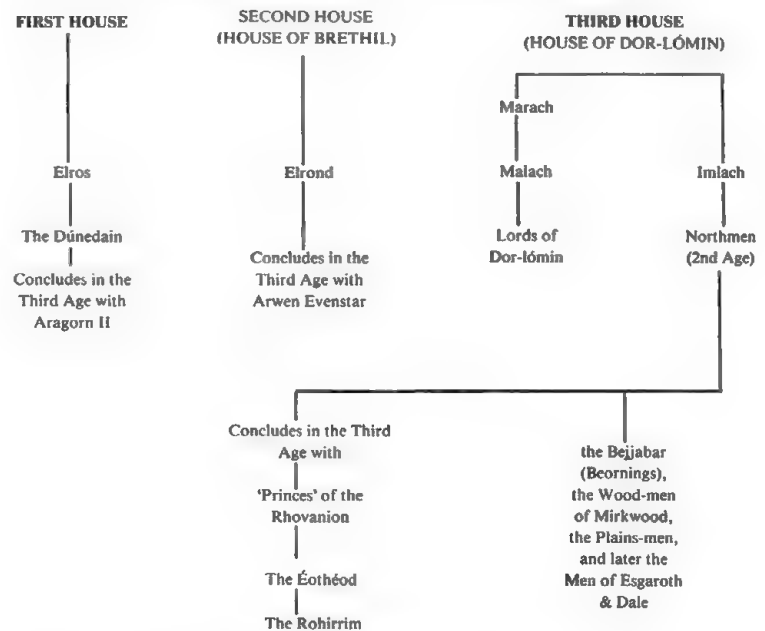 FIRST HOUSE
Elros
The Dúnedain
Concludes in the
Third Age with
Aragorn II
SECOND HOUSE
(HOUSE OF BRETHIL)
Elrond
Concludes in the
Third Age with
Arwen Evenstar
THIRD HOUSE
(HOUSE OF DOR-LÓMIN)
Marach
Malach
Lords of
Dor-lómin
Imlach
Northmen
(2nd Age)
Concludes in the Third
Age with
'Princes' of the
Rhovanion
The Éothéod
The Rohirrim
the Bejjabar
(Beornings),
the Wood-men
of Mirkwood,
the Plains-men,
and later the
Men of Esgaroth
& Dale